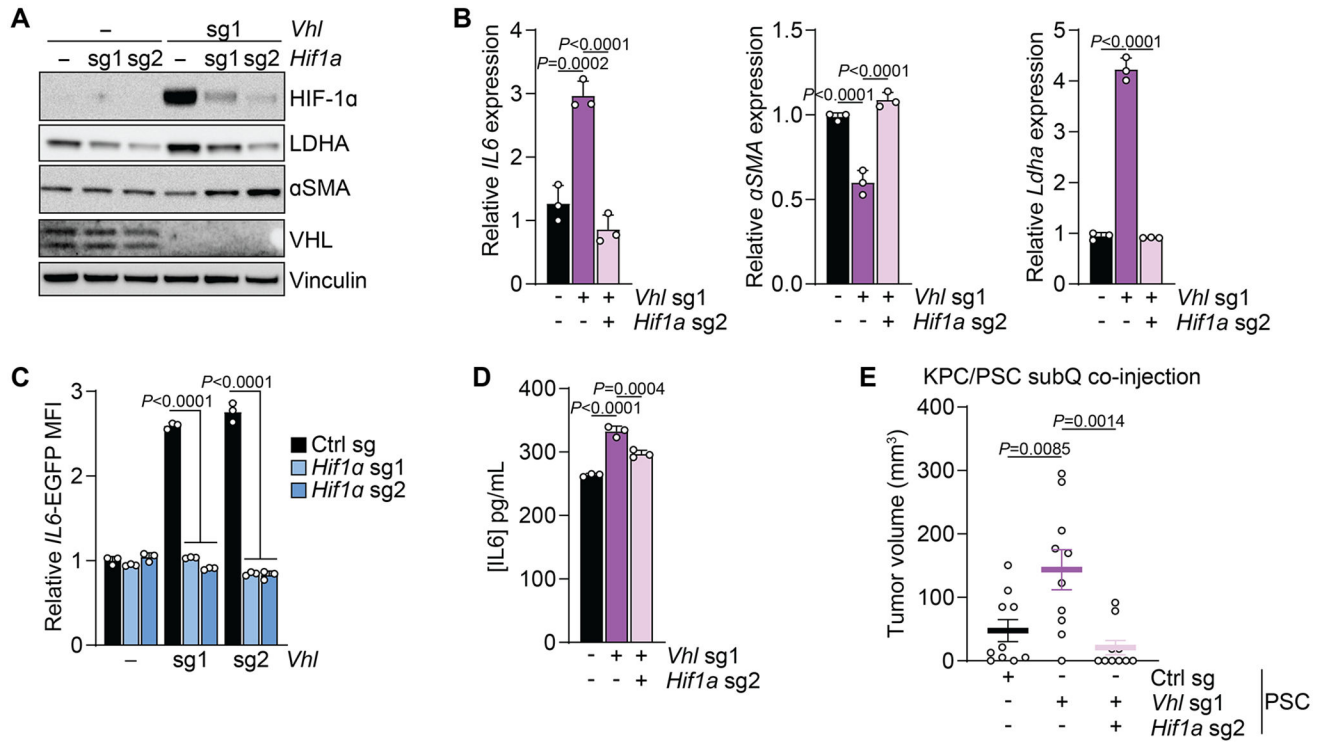 A
– sg1 Vhl
– sg1 sg2 – sg1 sg2 Hif1a
HIF-1α
LDHA
αSMA
VHL
Vinculin
B
Relative IL6 expression
4
3
2
1
0
P<0.0001
P=0.0002
- + + Vhl sg1
- - + Hif1a sg2
Relative αSMA expression
1.5
1.0
0.5
0.0
P<0.0001
P<0.0001
- + + Vhl sg1
- - + Hif1a sg2
Relative Ldha expression
5
4
3
2
1
0
P<0.0001
- + + Vhl sg1
- - + Hif1a sg2
C
Relative IL6-EGFP MFI
3
2
1
0
P<0.0001
P<0.0001
– sg1 sg2 Vhl
Ctrl sg
Hif1α sg1
Hif1α sg2
D
[IL6] pg/mL
400
300
200
100
0
P=0.0004
P<0.0001
- + + Vhl sg1
- - + Hif1a sg2
E
KPC/PSC subQ co-injection
Tumor volume (mm³)
400
300
200
100
0
P=0.0014
P=0.0085
+ - - Ctrl sg
- + + Vhl sg1
- - + Hif1a sg2
PSC